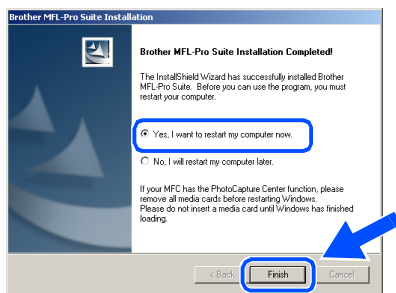 Brother MFL-Pro Suite Installation
Brother MFL-Pro Suite Installation Completed!
The InstallShield Wizard has successfully installed Brother
MFL-Pro Suite. Before you can use the program, you must
restart your computer.
Yes, I want to restart my computer now.
No, I will restart my computer later.
If your MFC has the PhotoCapture Center function, please
remove all media cards before restarting Windows.
Please do not insert a media card until Windows has finished
loading.
< Back
Finish
Cancel